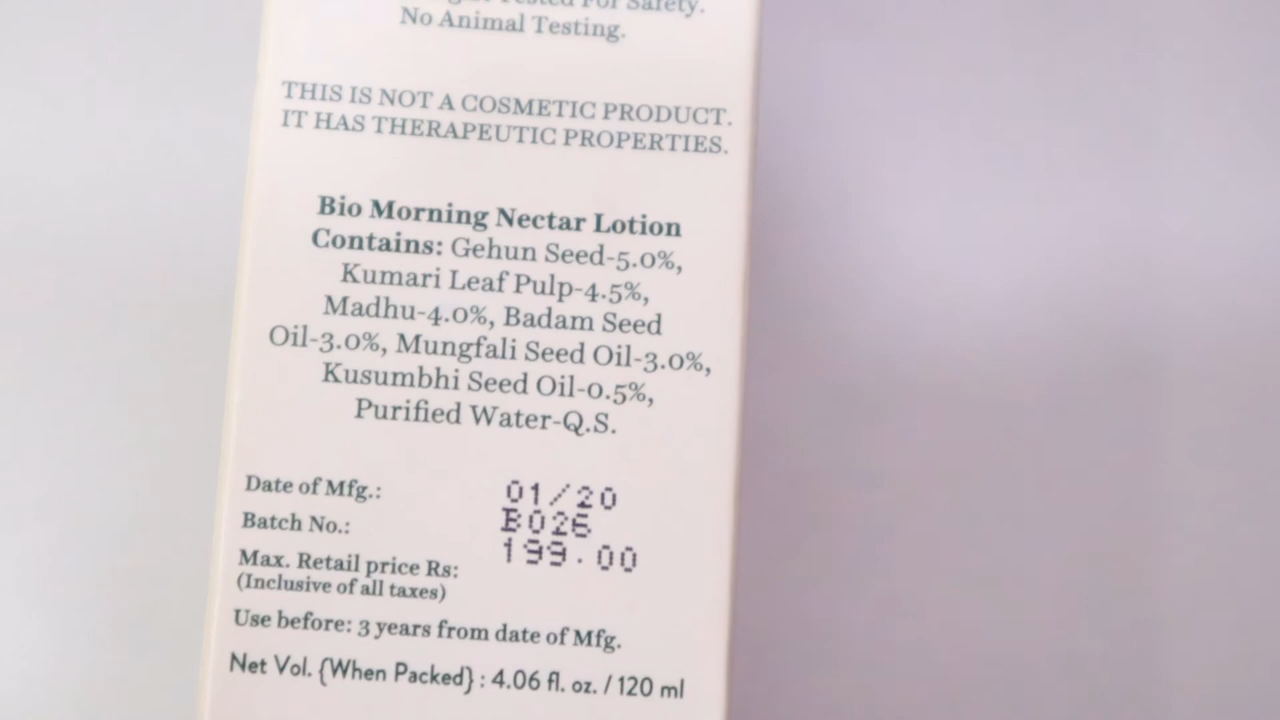 Tested For Safety.
No Animal Testing.
THIS IS NOT A COSMETIC PRODUCT.
IT HAS THERAPEUTIC PROPERTIES.
Bio Morning Nectar Lotion
Contains: Gehun Seed-5.0%,
Kumari Leaf Pulp-4.5%,
Madhu-4.0%, Badam Seed
Oil-3.0%, Mungfali Seed Oil-3.0%,
Kusumbhi Seed Oil-0.5%,
Purified Water-Q.S.
Date of Mfg.: 01/20
Batch No.: B026
Max. Retail price Rs: 199.00
(Inclusive of all taxes)
Use before: 3 years from date of Mfg.
Net Vol. {When Packed} : 4.06 fl. oz. / 120 ml